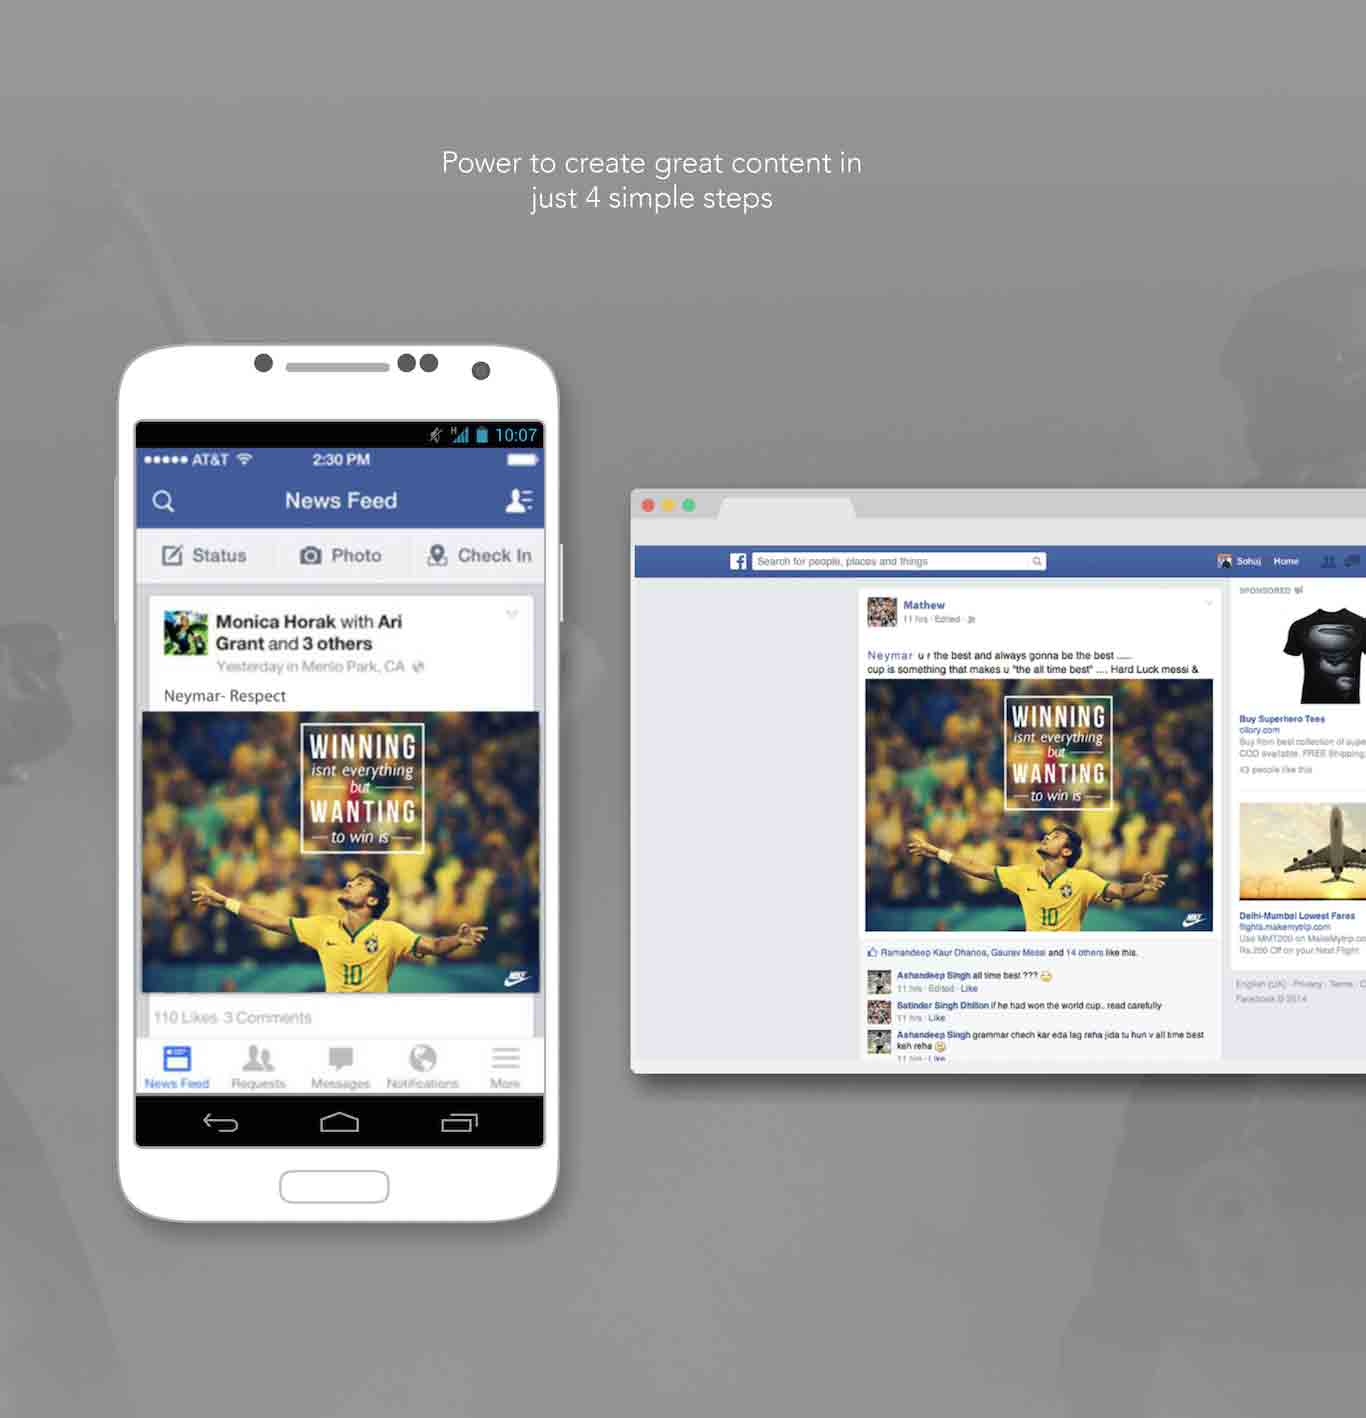 Power to create great content in
just 4 simple steps
H 10:07
AT&T 2:30 PM
News Feed
Status Photo Check In
Monica Horak with Ari
Grant and 3 others
Yesterday in Menlo Park, CA
Neymar- Respect
WINNING
isnt everything
but
WANTING
to win is
110 Likes 3 Comments
News Feed Requests Messages Notifications More
Search for people, places and things
Sohaj Home
Mathew
11 hrs · Edited ·
Neymar u r the best and always gonna be the best ......
cup is something that makes u "the all time best" .... Hard Luck messi &
WINNING
isnt everything
but
WANTING
to win is
Ramandeep Kaur Dhanoa, Gaurav Messi and 14 others like this.
Ashandeep Singh all time best ???
11 hrs · Edited · Like
Satinder Singh Dhillon if he had won the world cup.. read carefully
11 hrs · Like
Ashandeep Singh grammar chech kar eda lag reha jida tu hun v all time best
keh reha
11 hrs · Like
SPONSORED
Buy Superhero Tees
cilory.com
Buy from best collection of supe
COD available. FREE Shipping.
43 people like this
Delhi-Mumbai Lowest Fares
flights.makemytrip.com
Use MMT200 on MakeMytrip.co
Rs.200 Off on your Next Flight
English (UK) · Privacy · Terms · C
Facebook © 2014